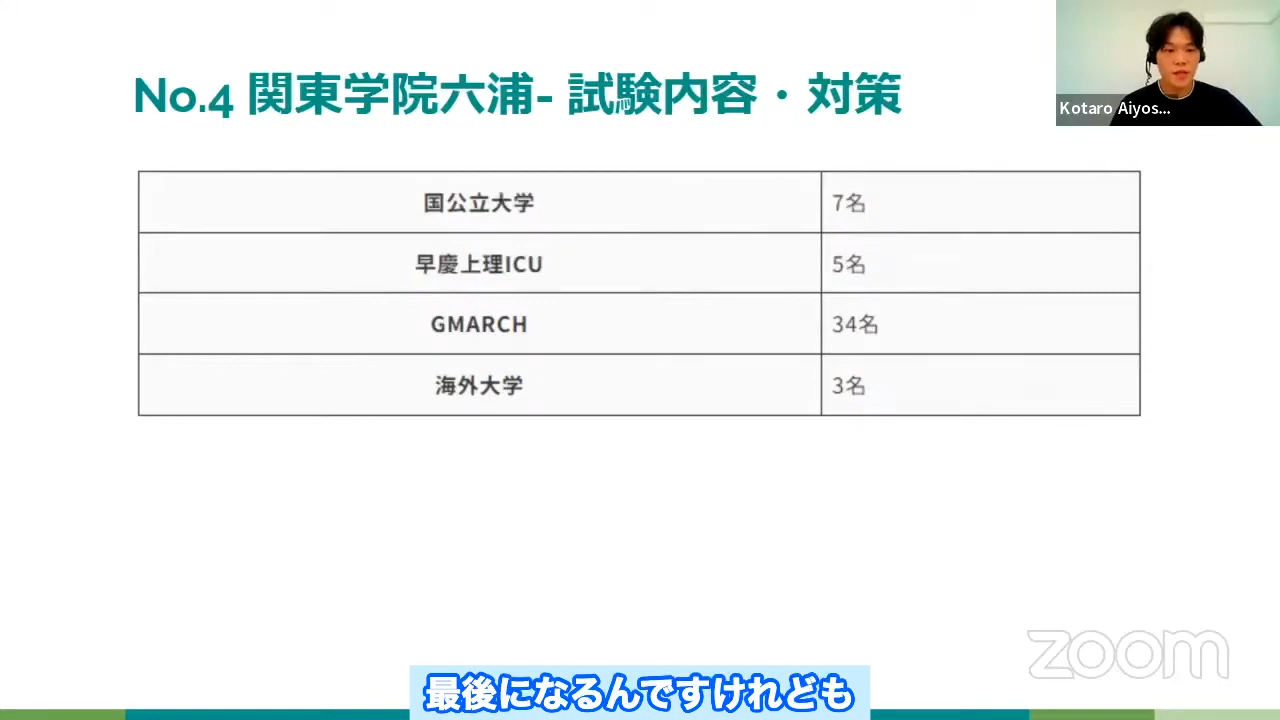 No.4 関東学院六浦- 試験内容・対策
Kotaro Aiyos...
国公立大学 7名
早慶上理ICU 5名
GMARCH 34名
海外大学 3名
zoom
最後になるんですけれども